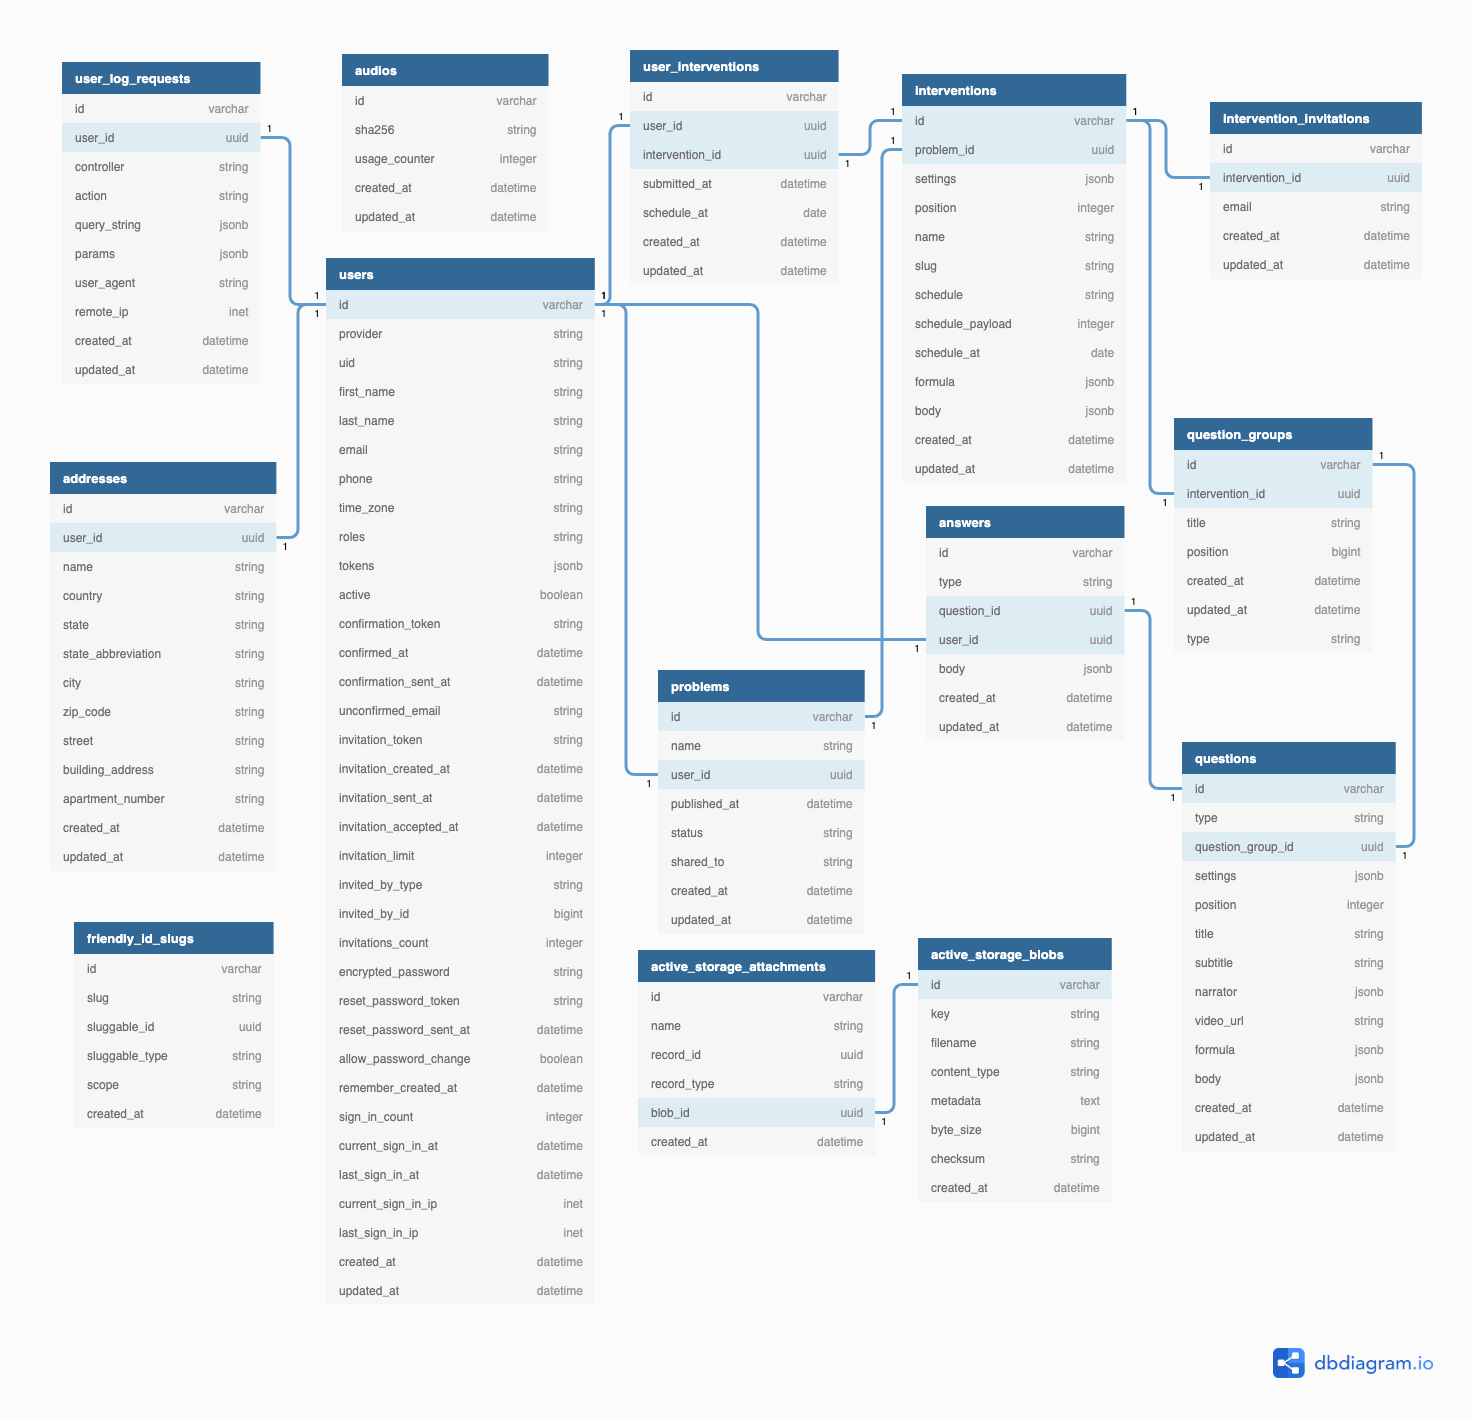 user_log_requests
id varchar
1
user_id uuid
controller string
action string
query_string jsonb
params jsonb
user_agent string
remote_ip inet
created_at datetime
updated_at datetime
audios
id varchar
sha256 string
usage_counter integer
created_at datetime
updated_at datetime
user_interventions
id varchar
1
user_id uuid
intervention_id uuid
1
submitted_at datetime
schedule_at date
created_at datetime
updated_at datetime
interventions
1
id varchar
1
1
problem_id uuid
settings jsonb
position integer
name string
slug string
schedule string
schedule_payload integer
schedule_at date
formula jsonb
body jsonb
created_at datetime
updated_at datetime
intervention_invitations
id varchar
intervention_id uuid
1
email string
created_at datetime
updated_at datetime
users
1
1
id varchar
1
1
provider string
uid string
first_name string
last_name string
email string
phone string
time_zone string
roles string
tokens jsonb
active boolean
confirmation_token string
confirmed_at datetime
confirmation_sent_at datetime
unconfirmed_email string
invitation_token string
invitation_created_at datetime
invitation_sent_at datetime
invitation_accepted_at datetime
invitation_limit integer
invited_by_type string
invited_by_id bigint
invitations_count integer
encrypted_password string
reset_password_token string
reset_password_sent_at datetime
allow_password_change boolean
remember_created_at datetime
sign_in_count integer
current_sign_in_at datetime
last_sign_in_at datetime
current_sign_in_ip inet
last_sign_in_ip inet
created_at datetime
updated_at datetime
addresses
id varchar
user_id uuid
1
name string
country string
state string
state_abbreviation string
city string
zip_code string
street string
building_address string
apartment_number string
created_at datetime
updated_at datetime
question_groups
1
id varchar
intervention_id uuid
1
title string
position bigint
created_at datetime
updated_at datetime
type string
answers
id varchar
type string
1
question_id uuid
user_id uuid
1
body jsonb
created_at datetime
updated_at datetime
problems
id varchar
1
name string
user_id uuid
1
published_at datetime
status string
shared_to string
created_at datetime
updated_at datetime
questions
id varchar
1
type string
question_group_id uuid
1
settings jsonb
position integer
title string
subtitle string
narrator jsonb
video_url string
formula jsonb
body jsonb
created_at datetime
updated_at datetime
friendly_id_slugs
id varchar
slug string
sluggable_id uuid
sluggable_type string
scope string
created_at datetime
active_storage_attachments
id varchar
name string
record_id uuid
record_type string
blob_id uuid
1
created_at datetime
active_storage_blobs
1
id varchar
key string
filename string
content_type string
metadata text
byte_size bigint
checksum string
created_at datetime
dbdiagram.io